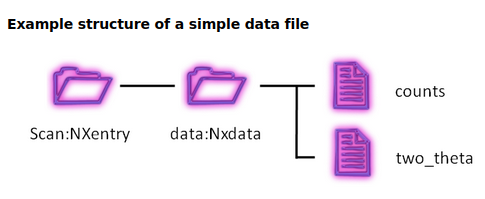 Example structure of a simple data file
counts
Scan:NXentry data:Nxdata
two_theta